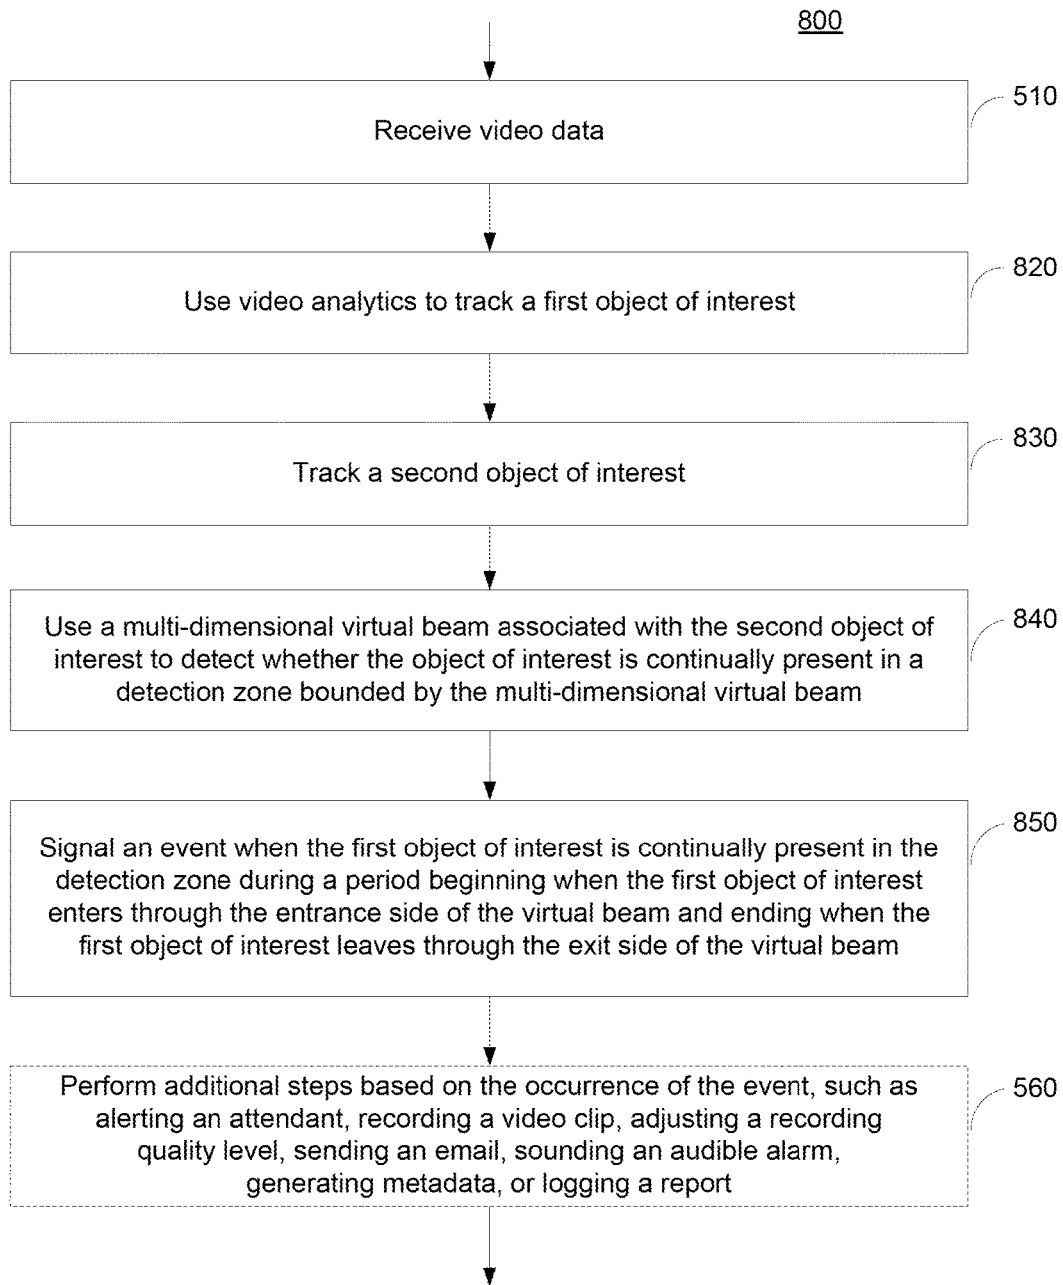 800
Receive video data
510
Use video analytics to track a first object of interest
820
Track a second object of interest
830
Use a multi-dimensional virtual beam associated with the second object of
interest to detect whether the object of interest is continually present in a
detection zone bounded by the multi-dimensional virtual beam
840
Signal an event when the first object of interest is continually present in the
detection zone during a period beginning when the first object of interest
enters through the entrance side of the virtual beam and ending when the
first object of interest leaves through the exit side of the virtual beam
850
Perform additional steps based on the occurrence of the event, such as
alerting an attendant, recording a video clip, adjusting a recording
quality level, sending an email, sounding an audible alarm,
generating metadata, or logging a report
560